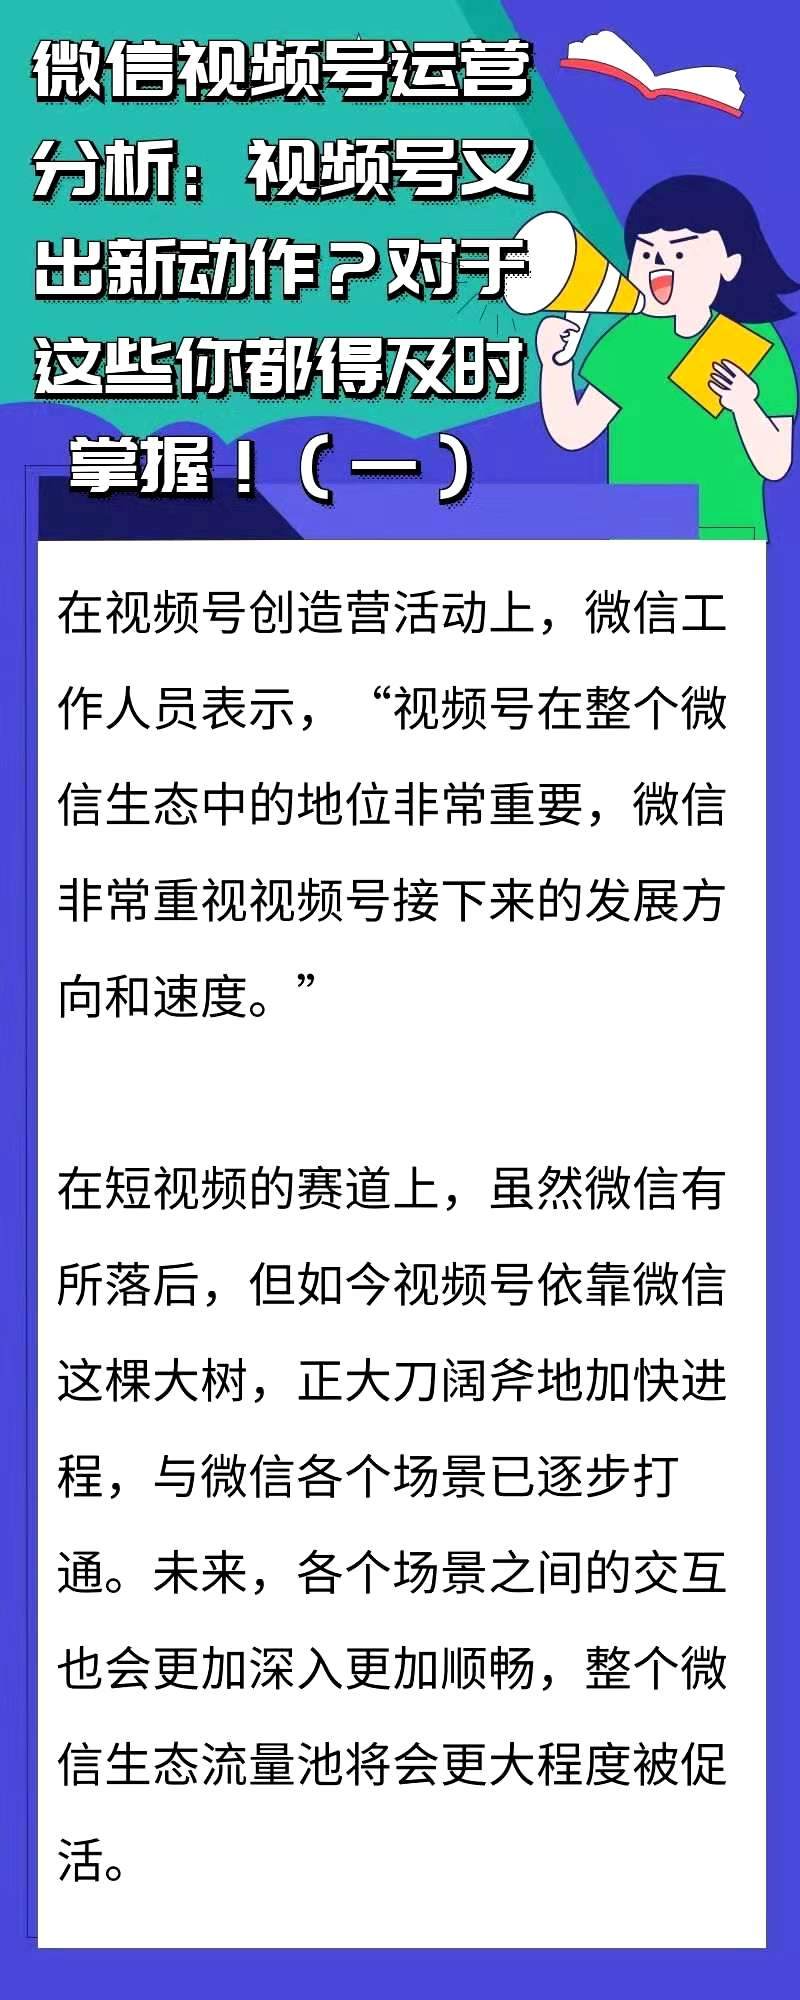 微信视频号运营
分析：视频号又
出新动作？对于
这些你都得及时
掌握！（一）
在视频号创造营活动上，微信工
作人员表示，“视频号在整个微
信生态中的地位非常重要，微信
非常重视视频号接下来的发展方
向和速度。”
在短视频的赛道上，虽然微信有
所落后，但如今视频号依靠微信
这棵大树，正大刀阔斧地加快进
程，与微信各个场景已逐步打
通。未来，各个场景之间的交互
也会更加深入更加顺畅，整个微
信生态流量池将会更大程度被促
活。